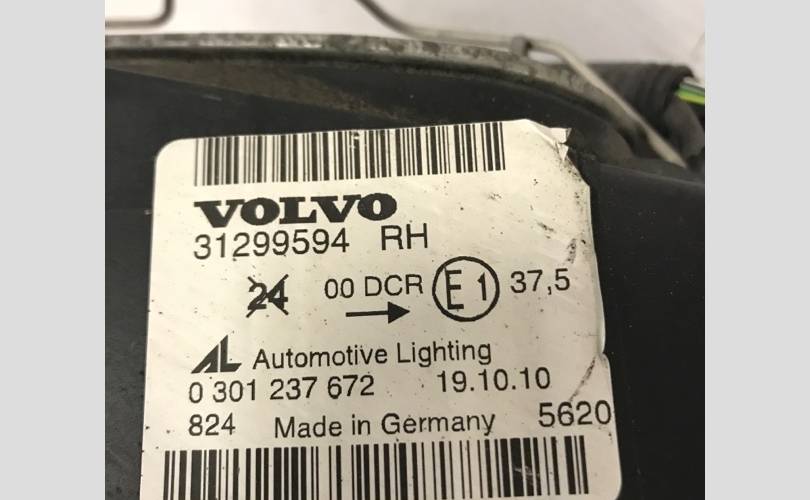 VOLVO
31299594 RH
24 00 DCR E1 37,5
AL Automotive Lighting
0 301 237 672 19.10.10
824 Made in Germany 5620